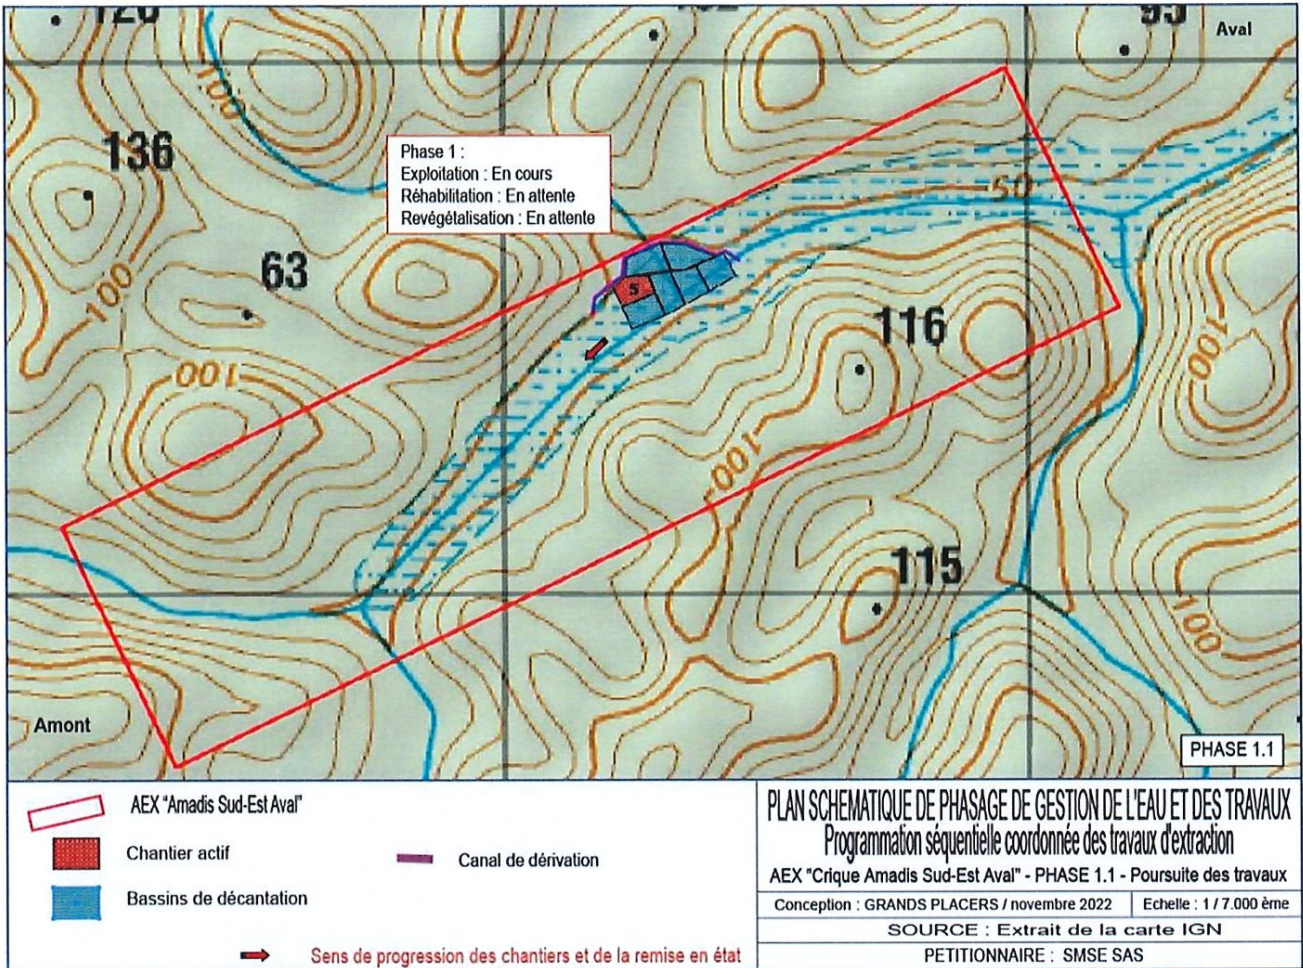 Aval
136
100
Phase 1 :
Exploitation : En cours
Réhabilitation : En attente
Revégétalisation : En attente
50
63
100
5
116
100
100
100
115
100
Amont
PHASE 1.1
AEX "Amadis Sud-Est Aval"
Chantier actif
Canal de dérivation
Bassins de décantation
Sens de progression des chantiers et de la remise en état
PLAN SCHEMATIQUE DE PHASAGE DE GESTION DE L'EAU ET DES TRAVAUX
Programmation séquentielle coordonnée des travaux d'extraction
AEX "Crique Amadis Sud-Est Aval" - PHASE 1.1 - Poursuite des travaux
Conception : GRANDS PLACERS / novembre 2022
Echelle : 1 / 7.000 ème
SOURCE : Extrait de la carte IGN
PETITIONNAIRE : SMSE SAS